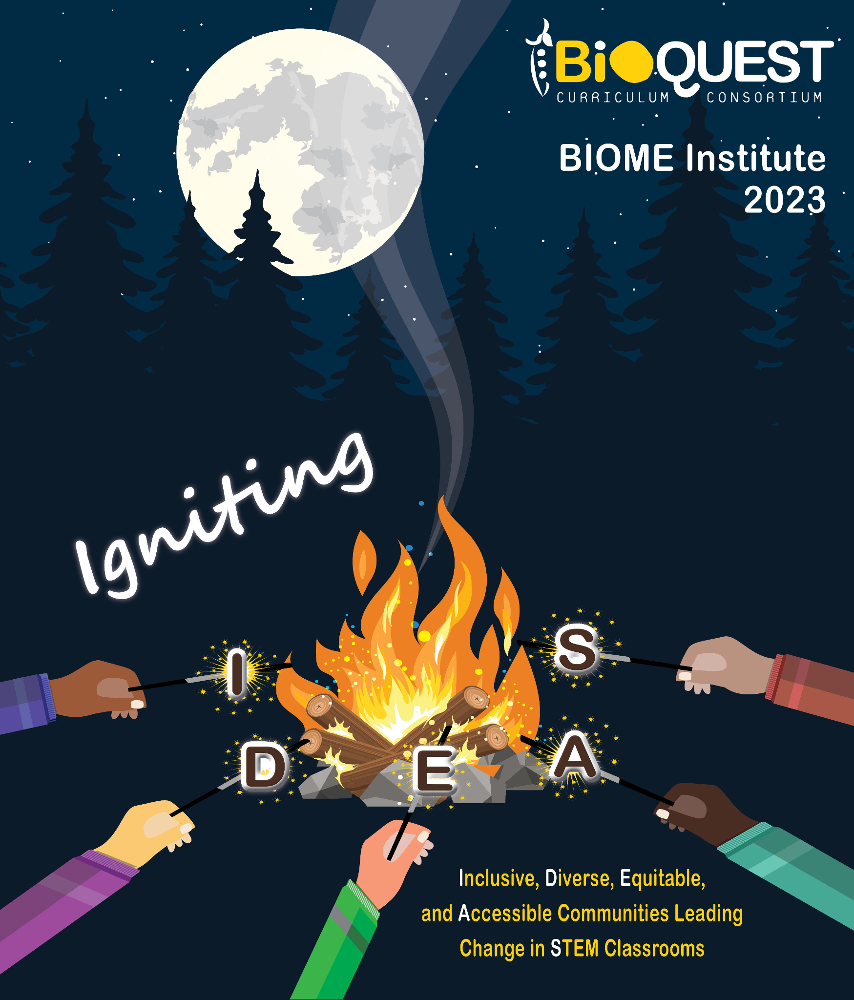 BiOQUEST
CURRICULUM CONSORTIUM
BIOME Institute
2023
Igniting
I
D
E
A
S
Inclusive, Diverse, Equitable,
and Accessible Communities Leading
Change in STEM Classrooms